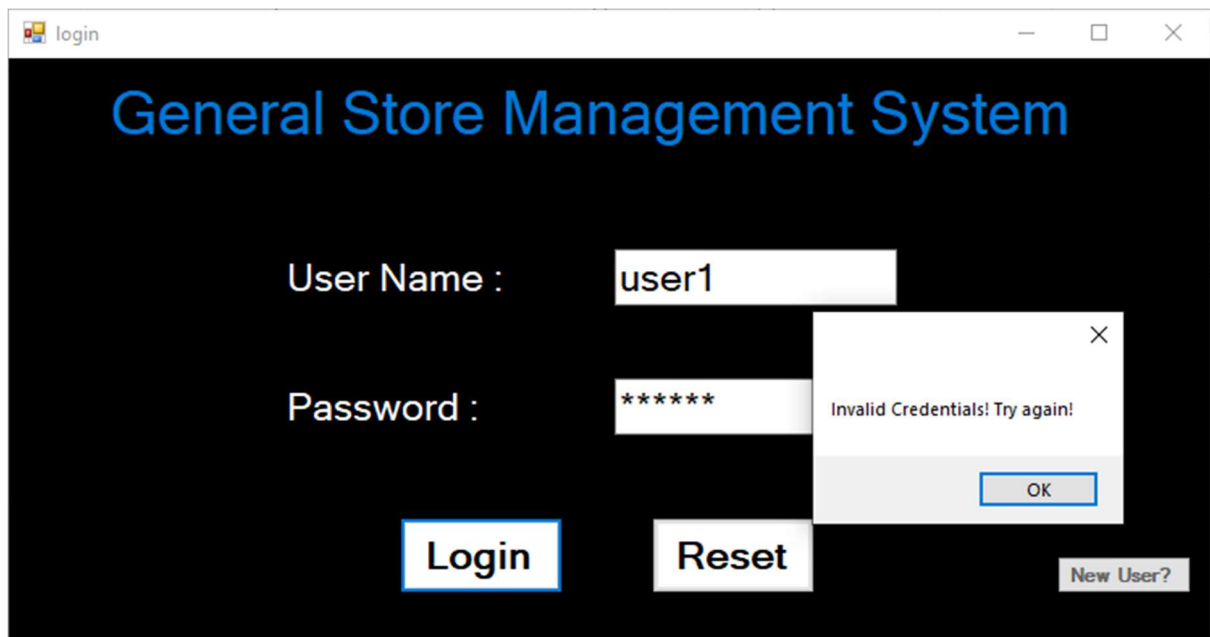 login
General Store Management System
User Name :
user1
Password :
******
Invalid Credentials! Try again!
OK
Login
Reset
New User?